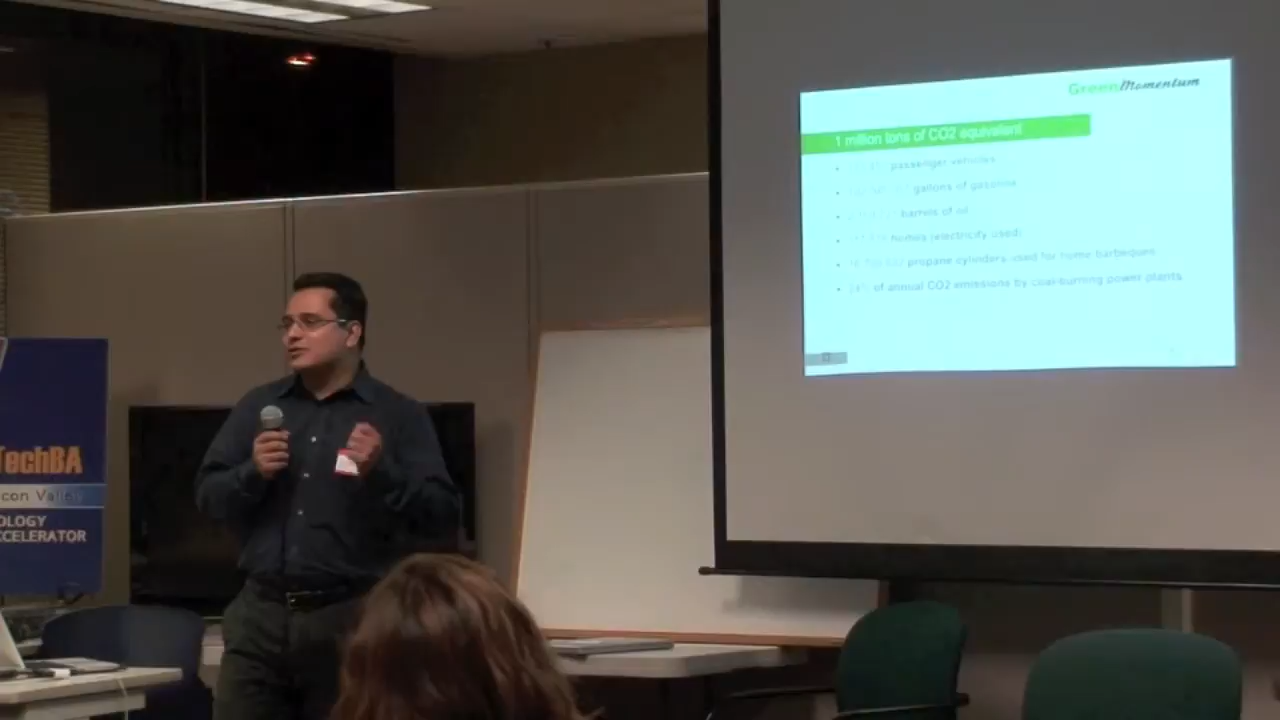 GreenMomentum
1 million tons of CO2 equivalent
passenger vehicles
gallons of gasoline
barrels of oil
homes (electricity used)
propane cylinders used for home barbeques
of annual CO2 emissions by coal-burning power plants
TechBA
con Valley
OLOGY
CCELERATOR